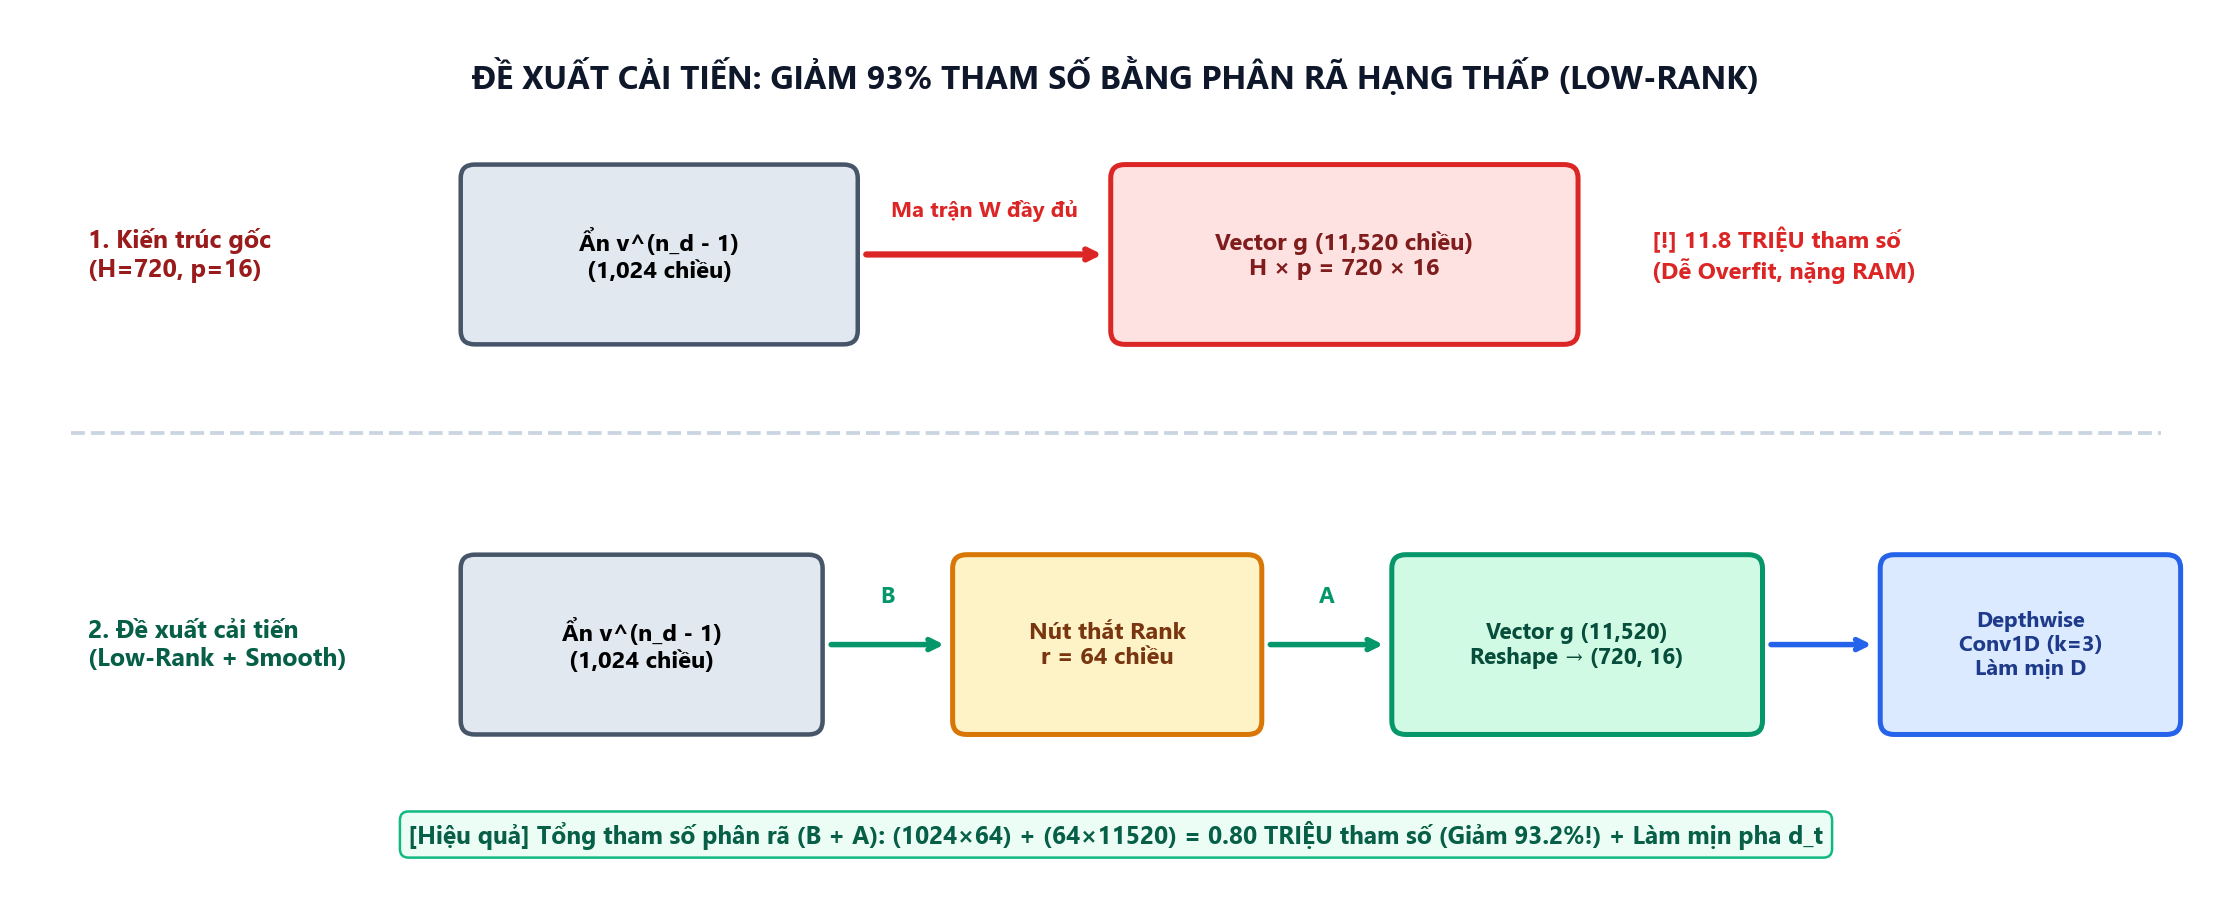 ĐỀ XUẤT CẢI TIẾN: GIẢM 93% THAM SỐ BẰNG PHÂN RÃ HẠNG THẤP (LOW-RANK)
1. Kiến trúc gốc
(H=720, p=16)
Ẩn v^(n_d - 1)
(1,024 chiều)
Ma trận W đầy đủ
Vector g (11,520 chiều)
H × p = 720 × 16
[!] 11.8 TRIỆU tham số
(Dễ Overfit, nặng RAM)
2. Đề xuất cải tiến
(Low-Rank + Smooth)
Ẩn v^(n_d - 1)
(1,024 chiều)
B
Nút thắt Rank
r = 64 chiều
A
Vector g (11,520)
Reshape → (720, 16)
Depthwise
Conv1D (k=3)
Làm mịn D
[Hiệu quả] Tổng tham số phân rã (B + A): (1024×64) + (64×11520) = 0.80 TRIỆU tham số (Giảm 93.2%!) + Làm mịn pha d_t